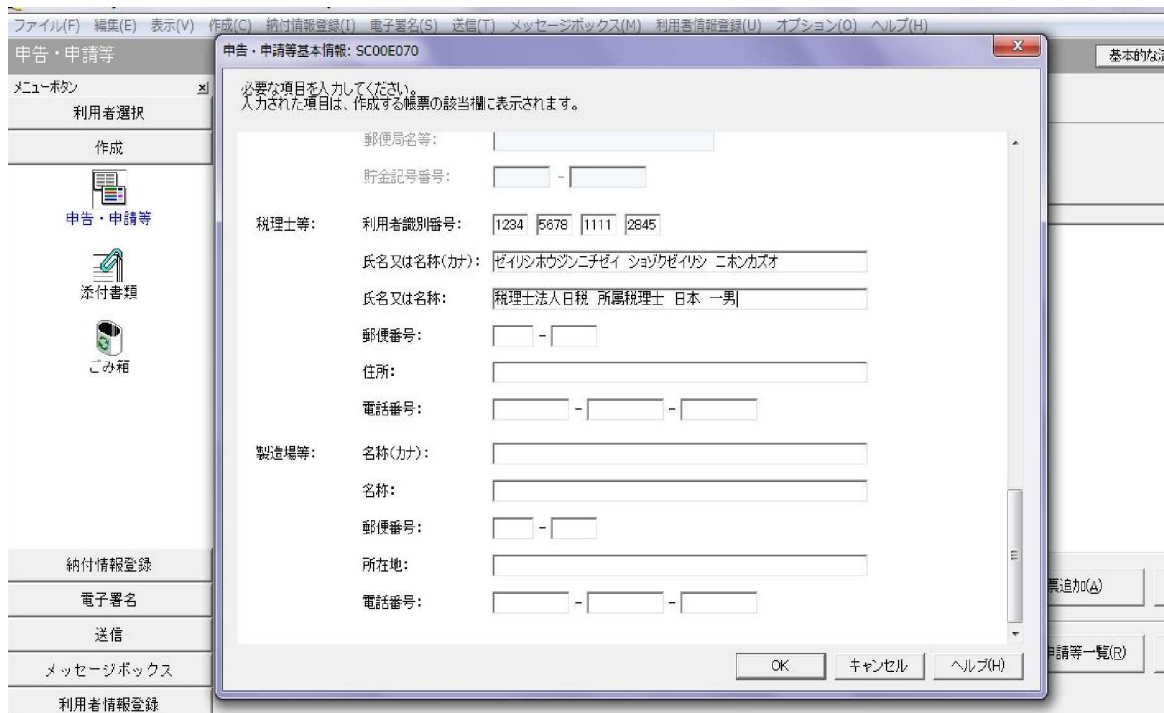 ファイル(F) 編集(E) 表示(V) 作成(C) 納付情報登録(I) 電子署名(S) 送信(T) メッセージボックス(M) 利用者情報登録(U) オプション(O) ヘルプ(H)
申告・申請等
基本的な
メニューボタン
利用者選択
作成
申告・申請等
添付書類
ごみ箱
納付情報登録
電子署名
送信
メッセージボックス
利用者情報登録
申告・申請等基本情報: SC00E070
必要な項目を入力してください。
入力された項目は、作成する帳票の該当欄に表示されます。
郵便局名等:
貯金記号番号: -
税理士等: 利用者識別番号: 1234 5678 1111 2845
氏名又は名称(カナ): ゼイリシホウジンニチゼイ ショゾクゼイリシ ニホンカズオ
氏名又は名称: 税理士法人日税 所属税理士 日本 一男
郵便番号: -
住所:
電話番号: - -
製造場等: 名称(カナ):
名称:
郵便番号: -
所在地:
電話番号: - -
OK キャンセル ヘルプ(H)
票追加(A)
申請等一覧(R)